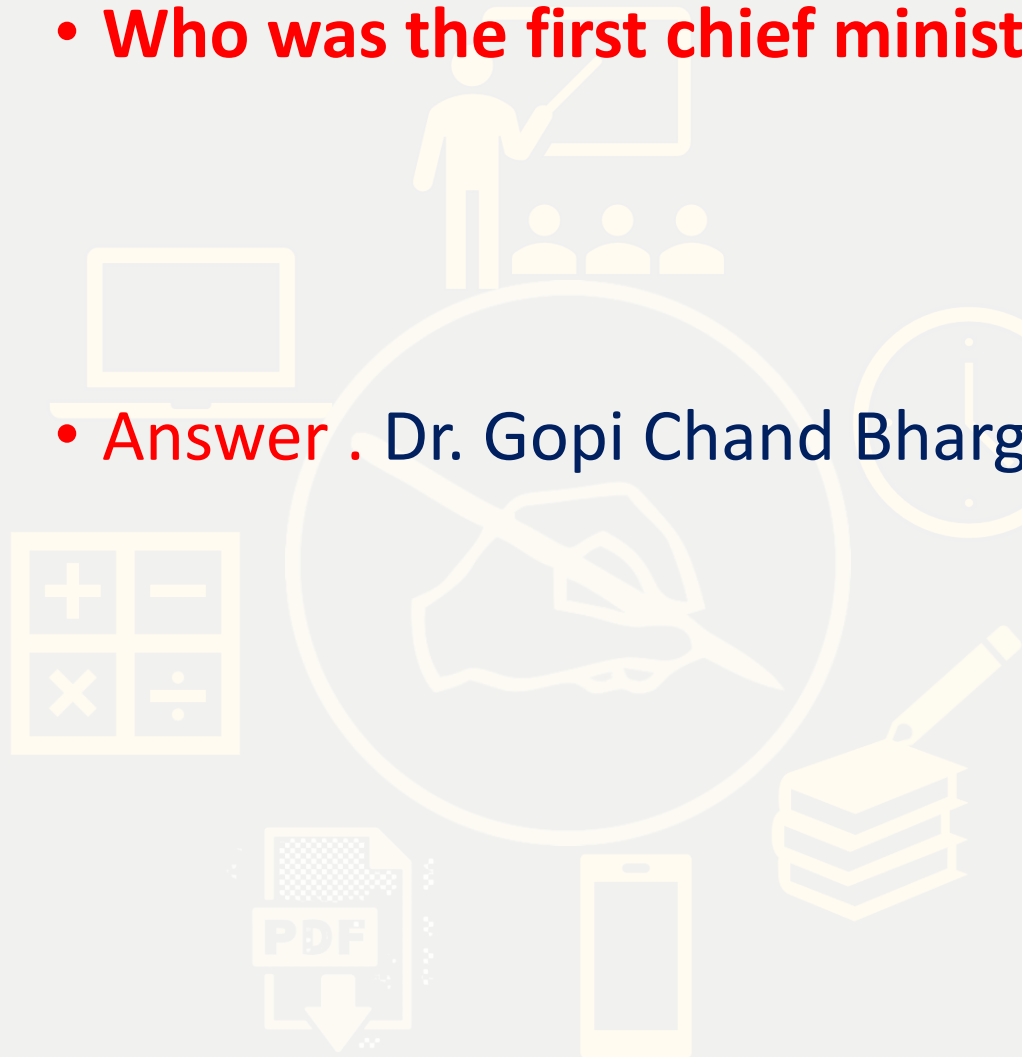 • Who was the first chief minist
• Answer . Dr. Gopi Chand Bharg
PDF